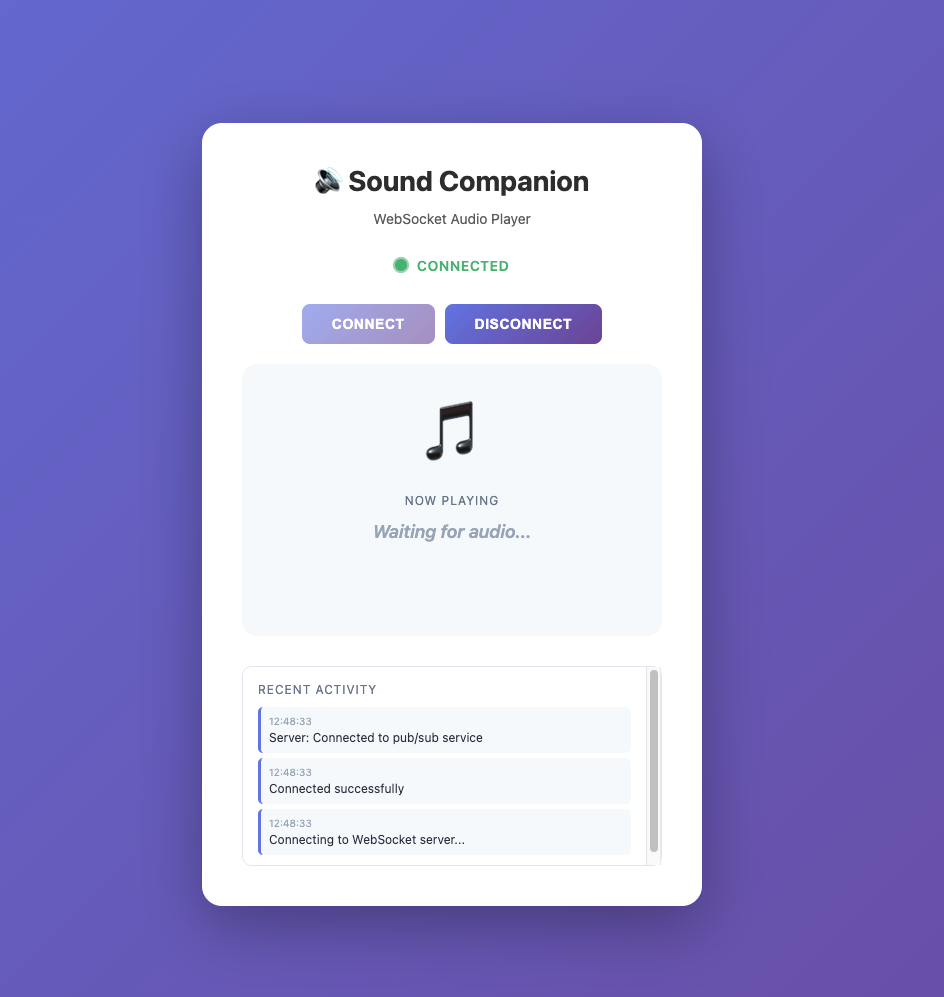 Sound Companion
WebSocket Audio Player
CONNECTED
CONNECT
DISCONNECT
NOW PLAYING
Waiting for audio...
RECENT ACTIVITY
12:48:33
Server: Connected to pub/sub service
12:48:33
Connected successfully
12:48:33
Connecting to WebSocket server...